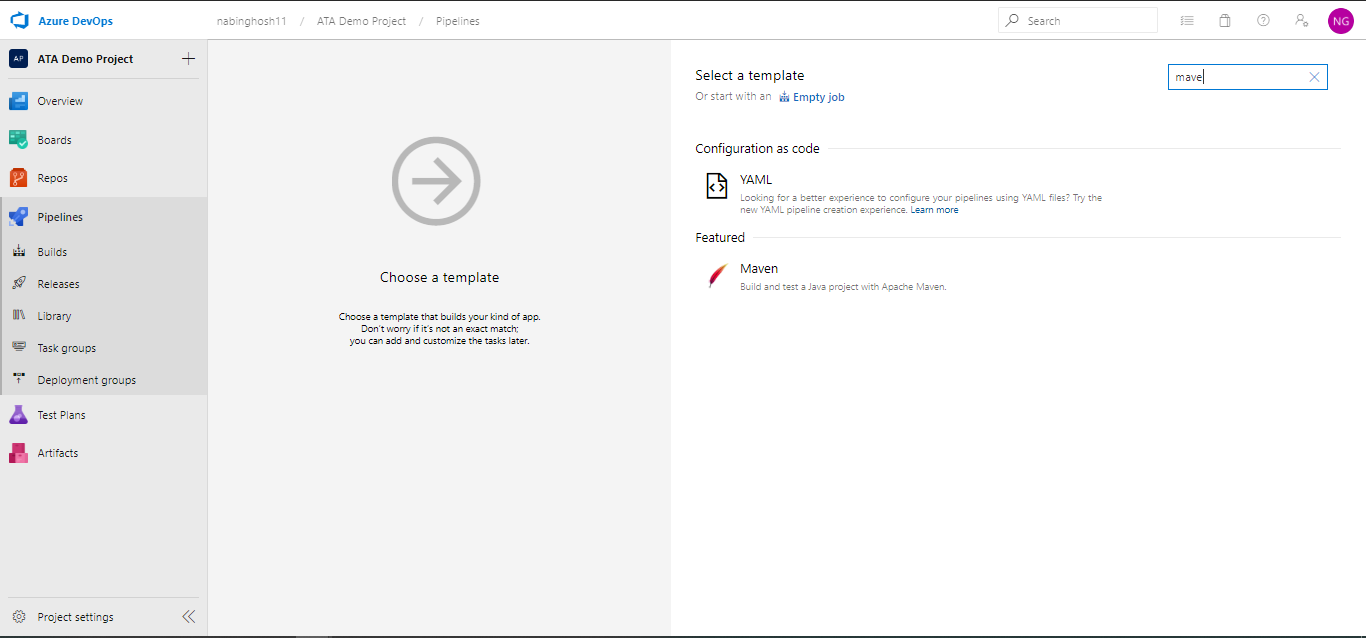 Azure DevOps
nabinghosh11 / ATA Demo Project / Pipelines
Search
NG
AP
ATA Demo Project
Overview
Boards
Repos
Pipelines
Builds
Releases
Library
Task groups
Deployment groups
Test Plans
Artifacts
Project settings
Choose a template
Choose a template that builds your kind of app.
Don't worry if it's not an exact match;
you can add and customize the tasks later.
Select a template
mave
Or start with an Empty job
Configuration as code
YAML
Looking for a better experience to configure your pipelines using YAML files? Try the
new YAML pipeline creation experience. Learn more
Featured
Maven
Build and test a Java project with Apache Maven.